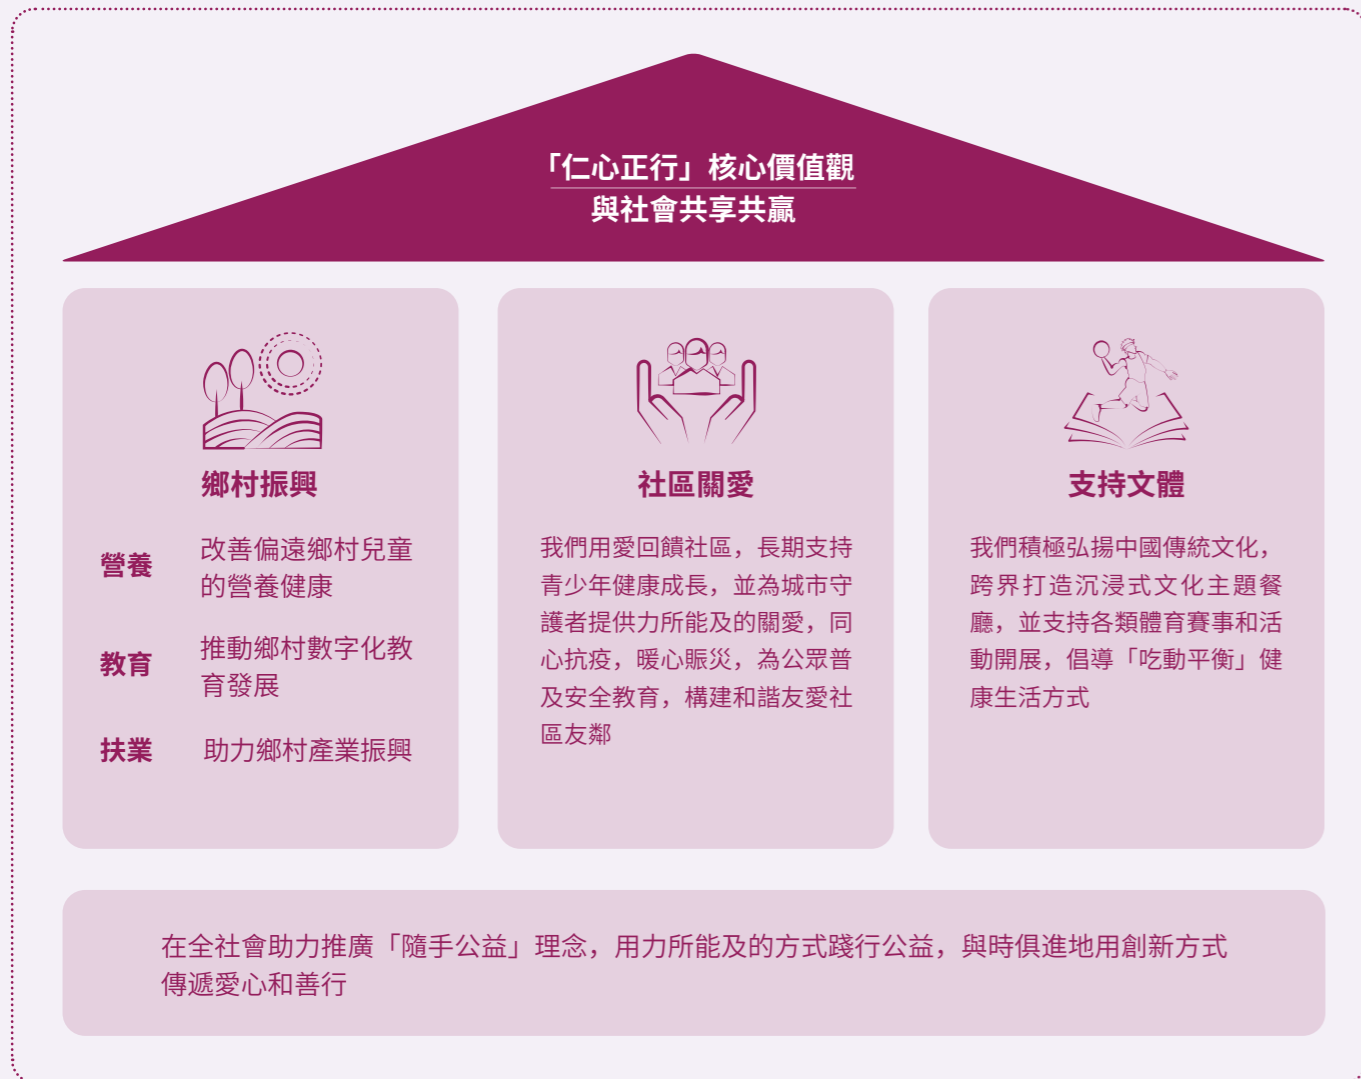 「仁心正行」核心價值觀
與社會共享共贏
鄉村振興
營養
改善偏遠鄉村兒童
的營養健康
教育
推動鄉村數字化教
育發展
扶業
助力鄉村產業振興
社區關愛
我們用愛回饋社區，長期支持
青少年健康成長，並為城市守
護者提供力所能及的關愛，同
心抗疫，暖心賑災，為公眾普
及安全教育，構建和諧友愛社
區友鄰
支持文體
我們積極弘揚中國傳統文化，
跨界打造沉浸式文化主題餐
廳，並支持各類體育賽事和活
動開展，倡導「吃動平衡」健
康生活方式
在全社會助力推廣「隨手公益」理念，用力所能及的方式踐行公益，與時俱進地用創新方式
傳遞愛心和善行